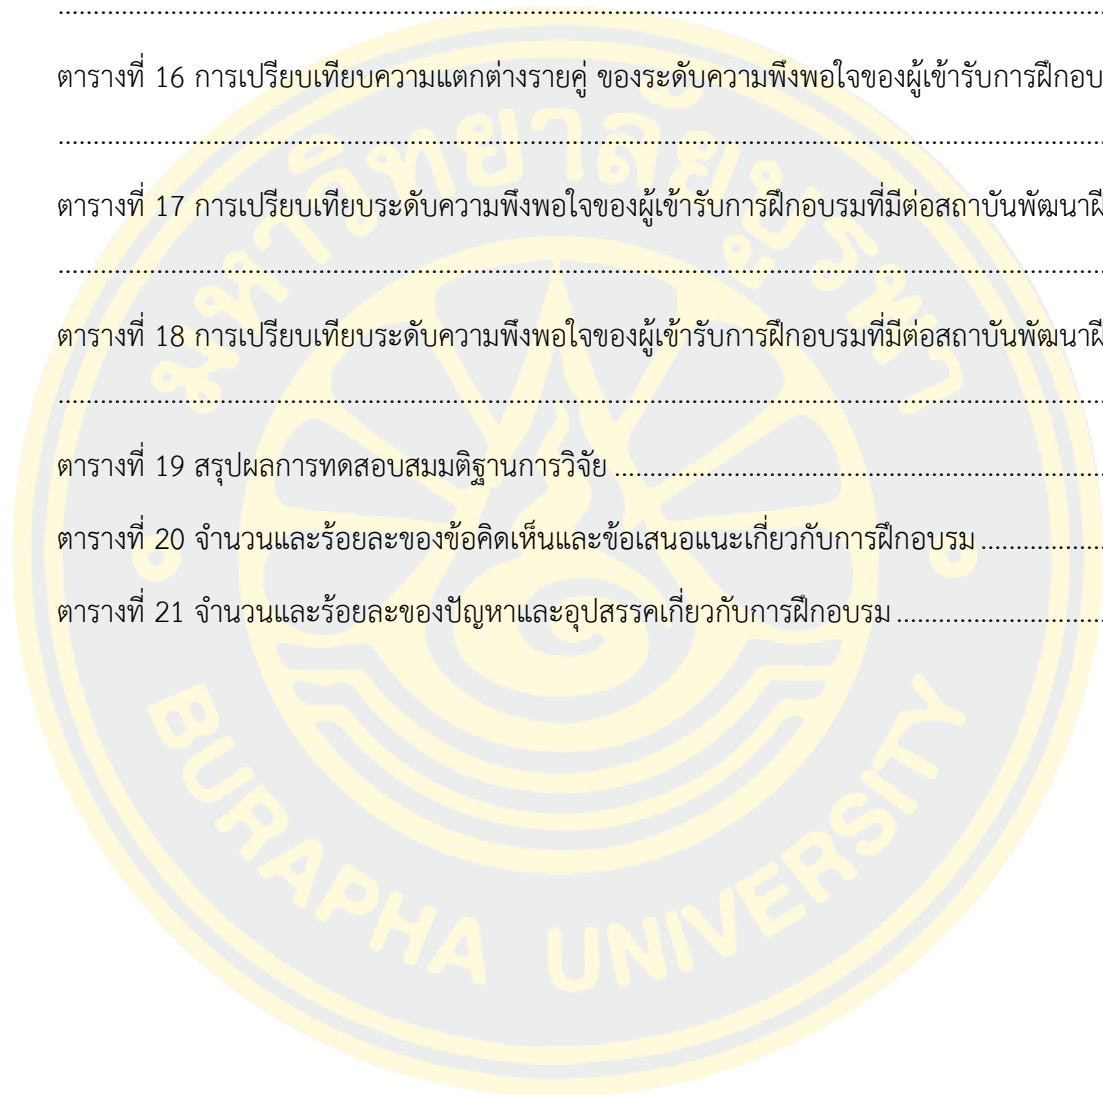 ................................................................................................................................
ตารางที่ 16 การเปรียบเทียบความแตกต่างรายคู่ ของระดับความพึงพอใจของผู้เข้ารับการฝึกอบ
................................................................................................................................
ตารางที่ 17 การเปรียบเทียบระดับความพึงพอใจของผู้เข้ารับการฝึกอบรมที่มีต่อสถาบันพัฒนาฝี
................................................................................................................................
ตารางที่ 18 การเปรียบเทียบระดับความพึงพอใจของผู้เข้ารับการฝึกอบรมที่มีต่อสถาบันพัฒนาฝี
................................................................................................................................
ตารางที่ 19 สรุปผลการทดสอบสมมติฐานการวิจัย ............................................................
ตารางที่ 20 จำนวนและร้อยละของข้อคิดเห็นและข้อเสนอแนะเกี่ยวกับการฝึกอบรม ...............
ตารางที่ 21 จำนวนและร้อยละของปัญหาและอุปสรรคเกี่ยวกับการฝึกอบรม ..........................
มหาวิทยาลัยบูรพา
BURAPHA UNIVERSITY